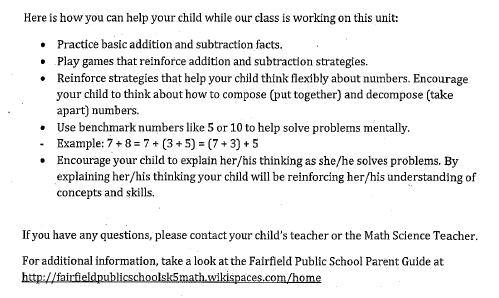 Here is how you can help your child while our class is working on this unit:
• Practice basic addition and subtraction facts.
• Play games that reinforce addition and subtraction strategies.
• Reinforce strategies that help your child think flexibly about numbers. Encourage
your child to think about how to compose (put together) and decompose (take
apart) numbers.
• Use benchmark numbers like 5 or 10 to help solve problems mentally.
- Example: 7 + 8 = 7 + (3 + 5) = (7 + 3) + 5
• Encourage your child to explain her/his thinking as she/he solves problems. By
explaining her/his thinking your child will be reinforcing her/his understanding of
concepts and skills.
If you have any questions, please contact your child's teacher or the Math Science Teacher.
For additional information, take a look at the Fairfield Public School Parent Guide at
http://fairfieldpublicschoolsk5math.wikispaces.com/home